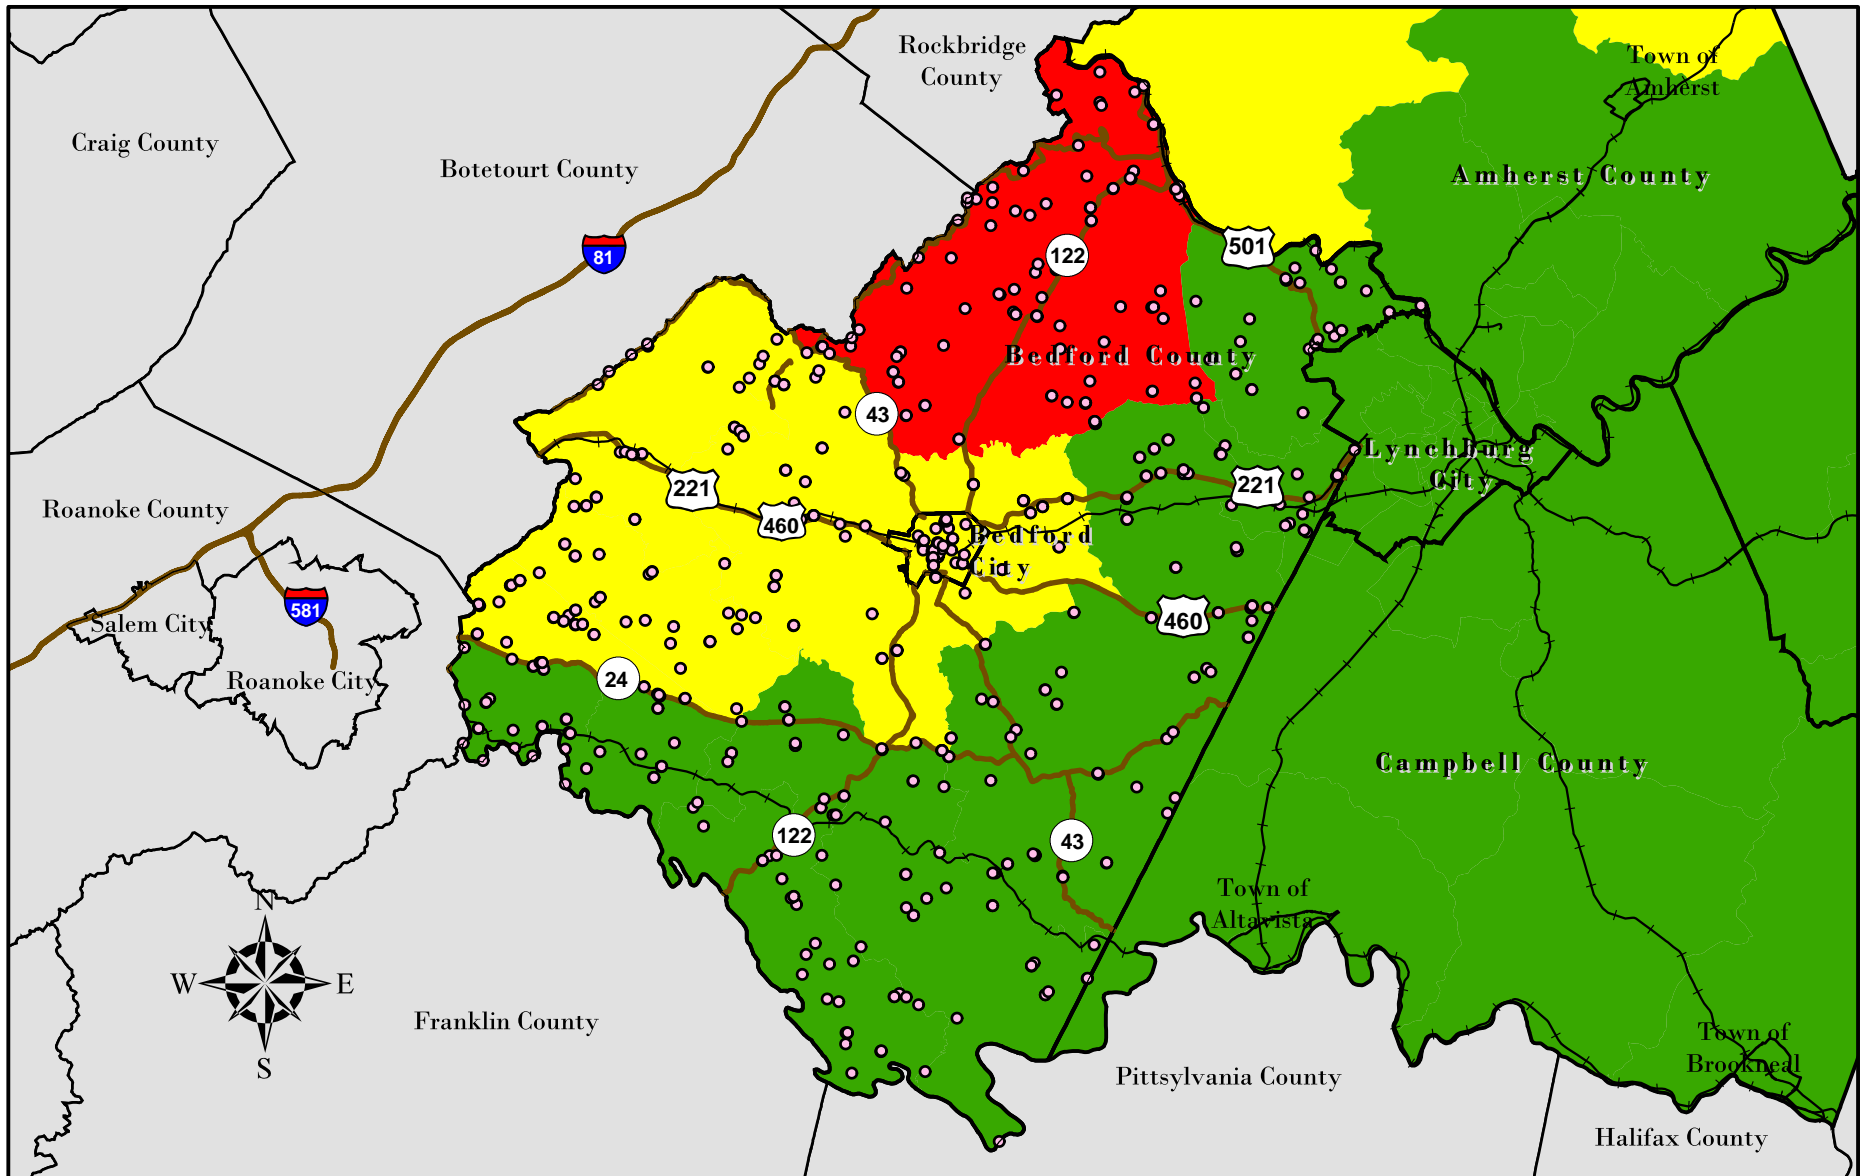 Rockbridge
County
Town of
Amherst
Craig County
Botetourt County
Amherst County
81
122
501
Bedford County
43
Lynchburg
City
221
221
460
Roanoke County
Bedford
City
581
Salem City
460
Roanoke City
24
Campbell County
122
43
Town of
Altavista
N
W
E
S
Franklin County
Town of
Brookneal
Pittsylvania County
Halifax County